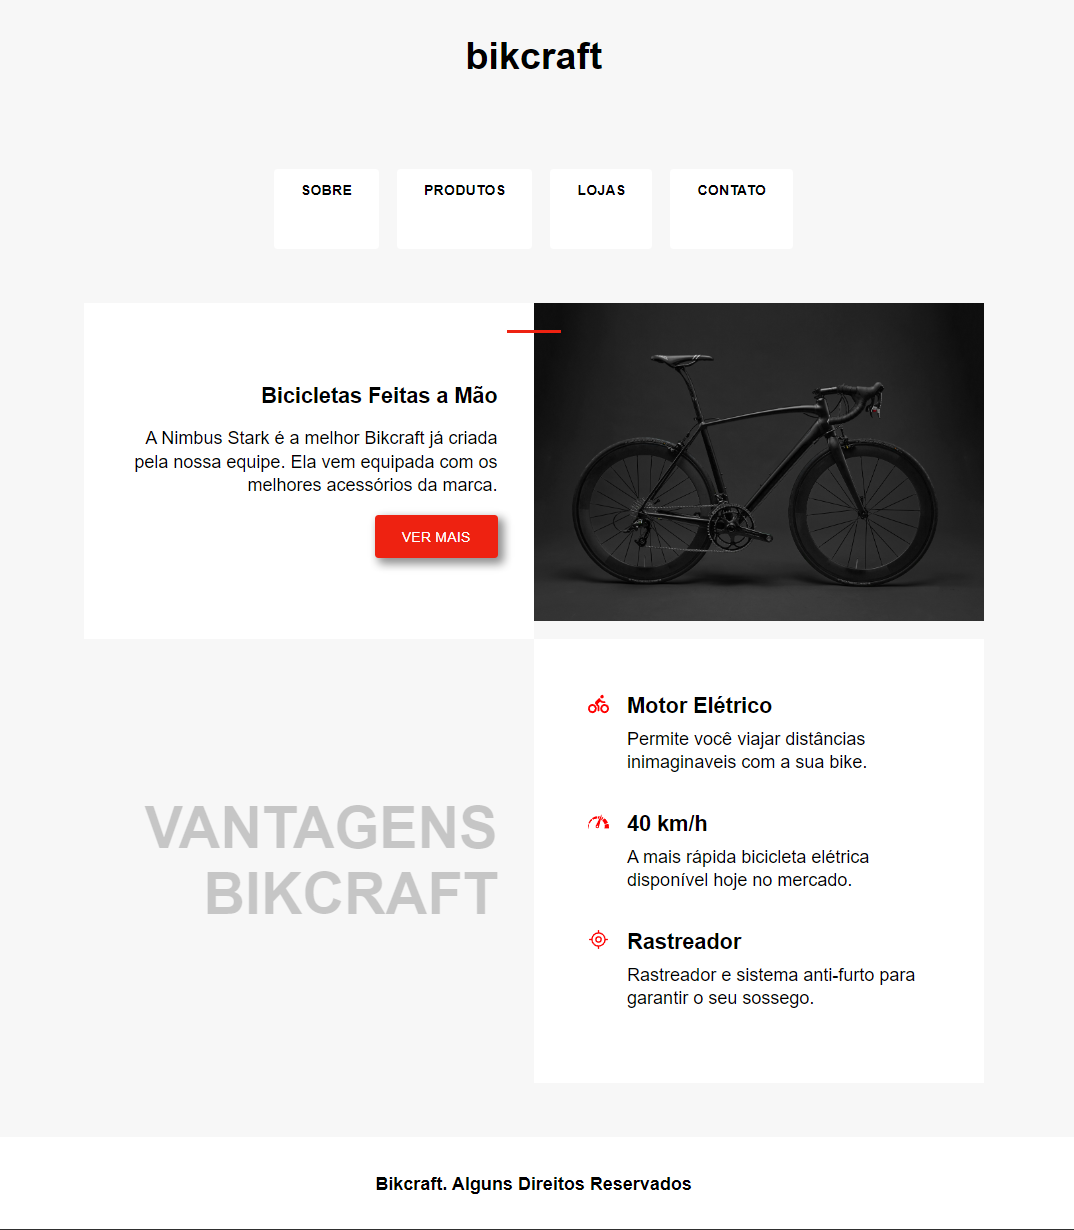 bikcraft
SOBRE
PRODUTOS
LOJAS
CONTATO
Bicicletas Feitas a Mão
A Nimbus Stark é a melhor Bikcraft já criada
pela nossa equipe. Ela vem equipada com os
melhores acessórios da marca.
VER MAIS
VANTAGENS
BIKCRAFT
Motor Elétrico
Permite você viajar distâncias
inimaginaveis com a sua bike.
40 km/h
A mais rápida bicicleta elétrica
disponível hoje no mercado.
Rastreador
Rastreador e sistema anti-furto para
garantir o seu sossego.
Bikcraft. Alguns Direitos Reservados